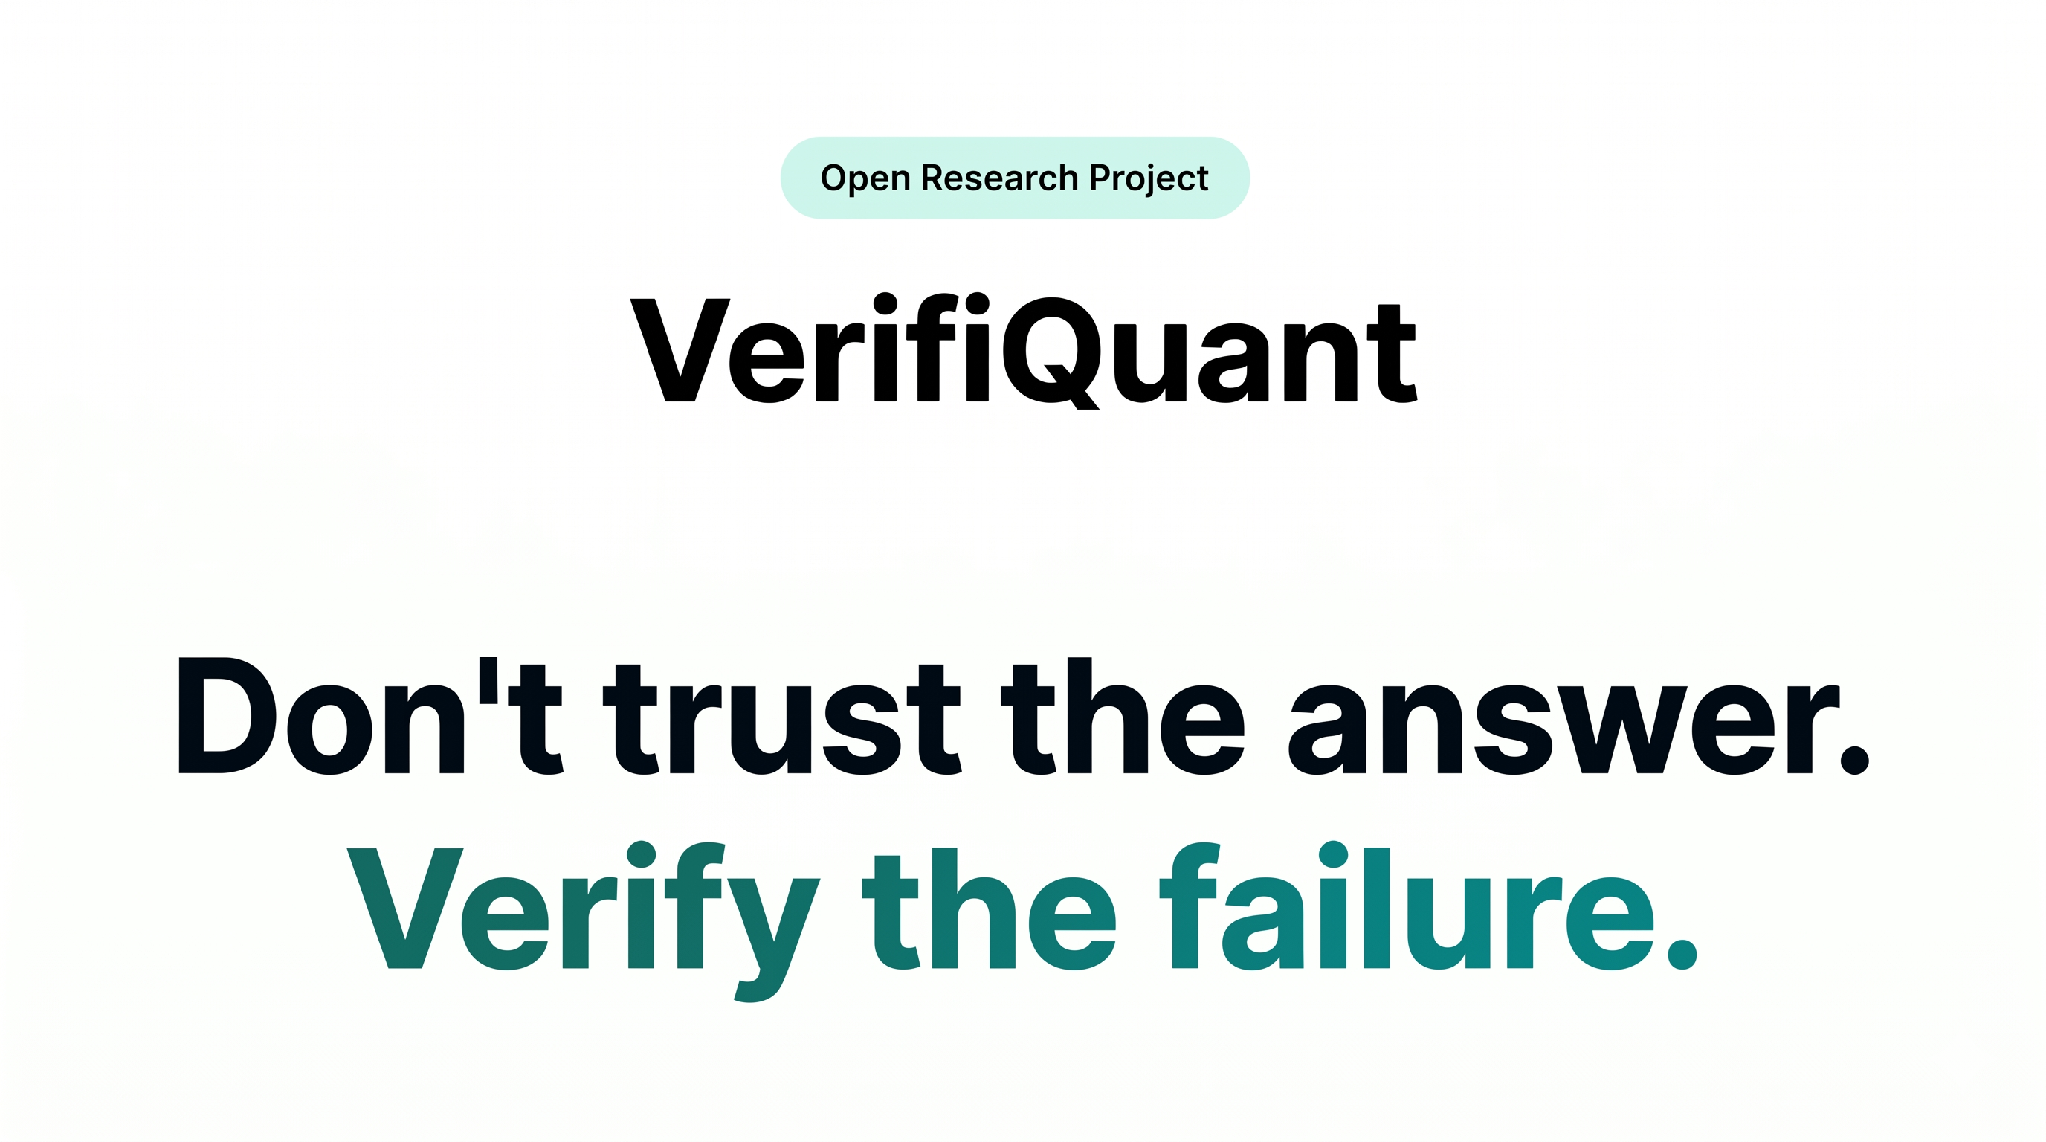 Open Research Project
VerifiQuant
Don't trust the answer.
Verify the failure.